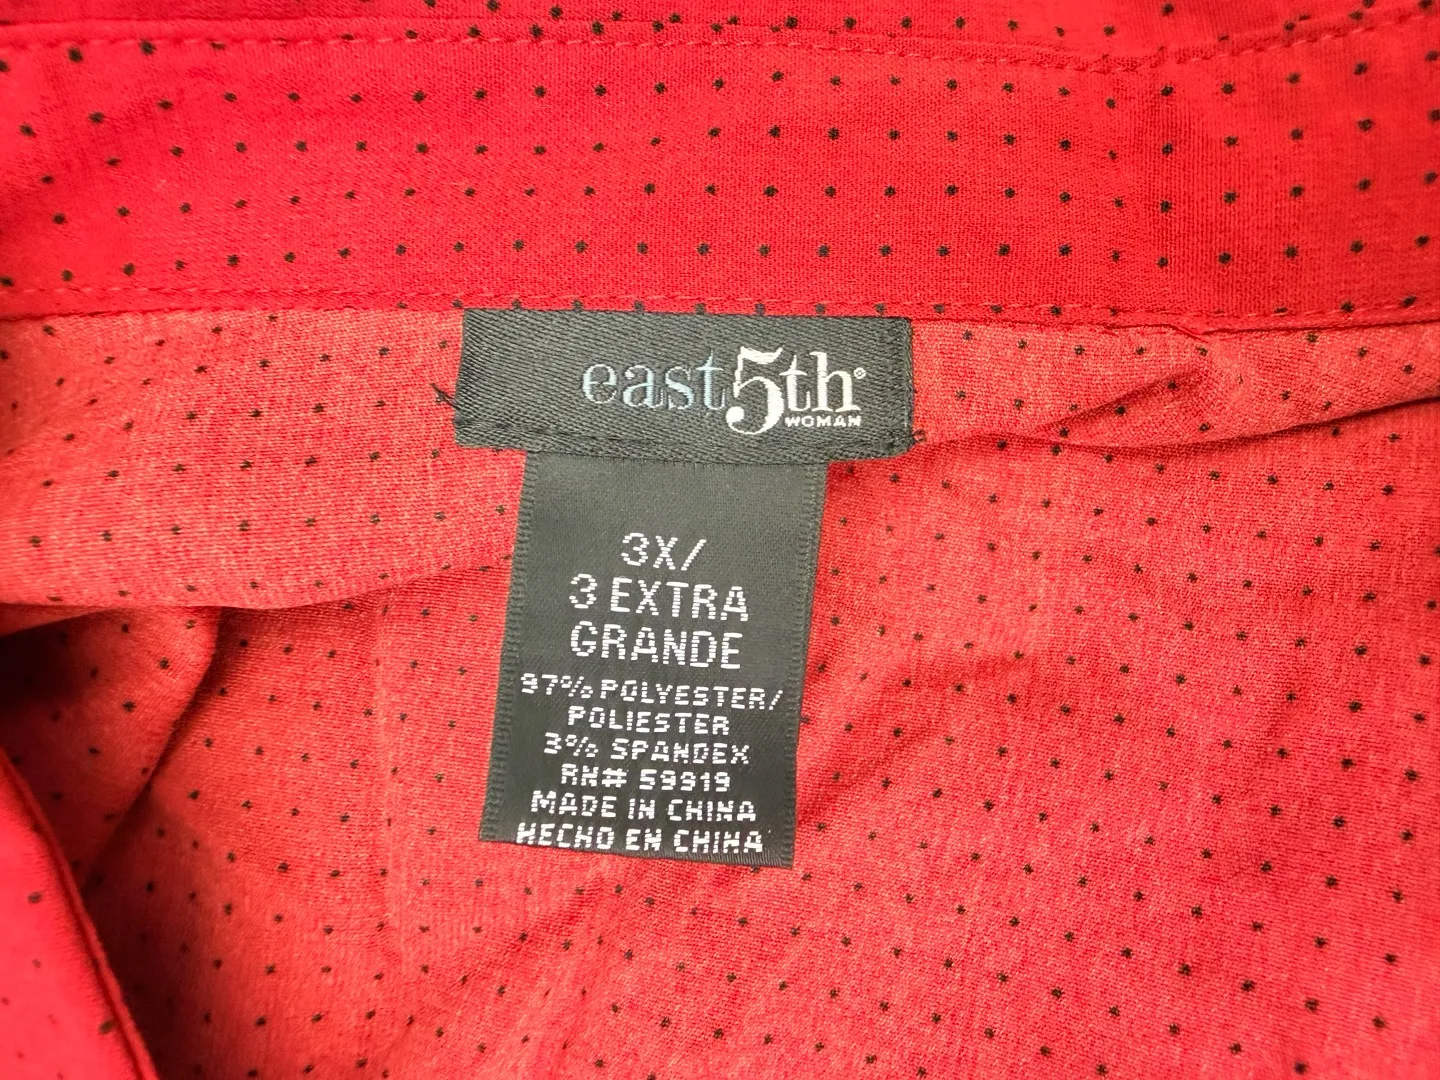 east5th®
WOMAN
3X/
3 EXTRA
GRANDE
97% POLYESTER/
POLIESTER
3% SPANDEX
RN# 59919
MADE IN CHINA
HECHO EN CHINA